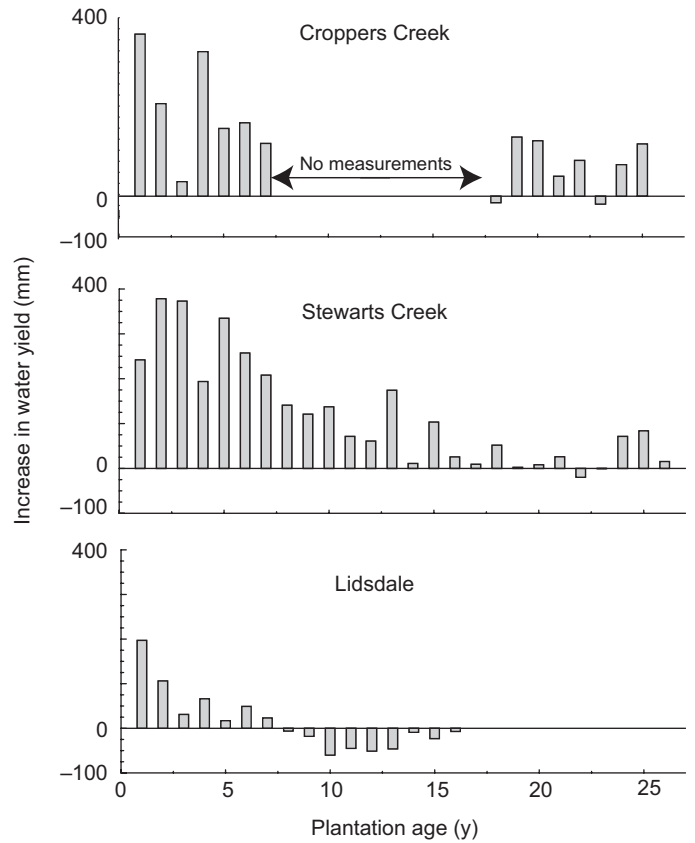 Increase in water yield (mm)
400
Croppers Creek
No measurements
0
–100
400
Stewarts Creek
0
–100
400
Lidsdale
0
–100
0 5 10 15 20 25
Plantation age (y)